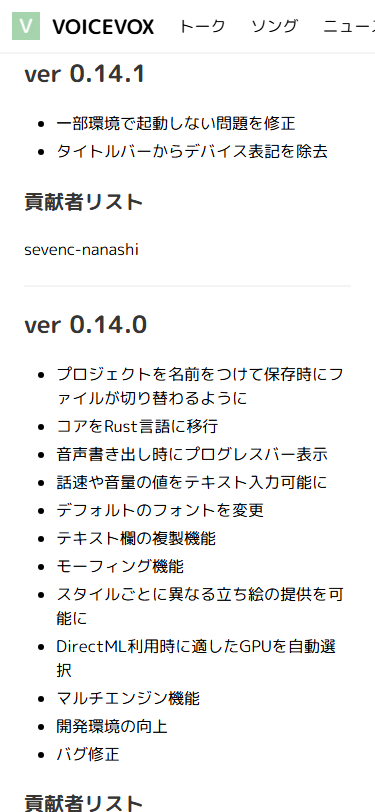 V VOICEVOX トーク ソング ニュース
ver 0.14.1
一部環境で起動しない問題を修正
タイトルバーからデバイス表記を除去
貢献者リスト
sevenc-nanashi
ver 0.14.0
プロジェクトを名前をつけて保存時にフ
ァイルが切り替わるように
コアをRust言語に移行
音声書き出し時にプログレスバー表示
話速や音量の値をテキスト入力可能に
デフォルトのフォントを変更
テキスト欄の複製機能
モーフィング機能
スタイルごとに異なる立ち絵の提供を可
能に
DirectML利用時に適したGPUを自動選
択
マルチエンジン機能
開発環境の向上
バグ修正
貢献者リスト